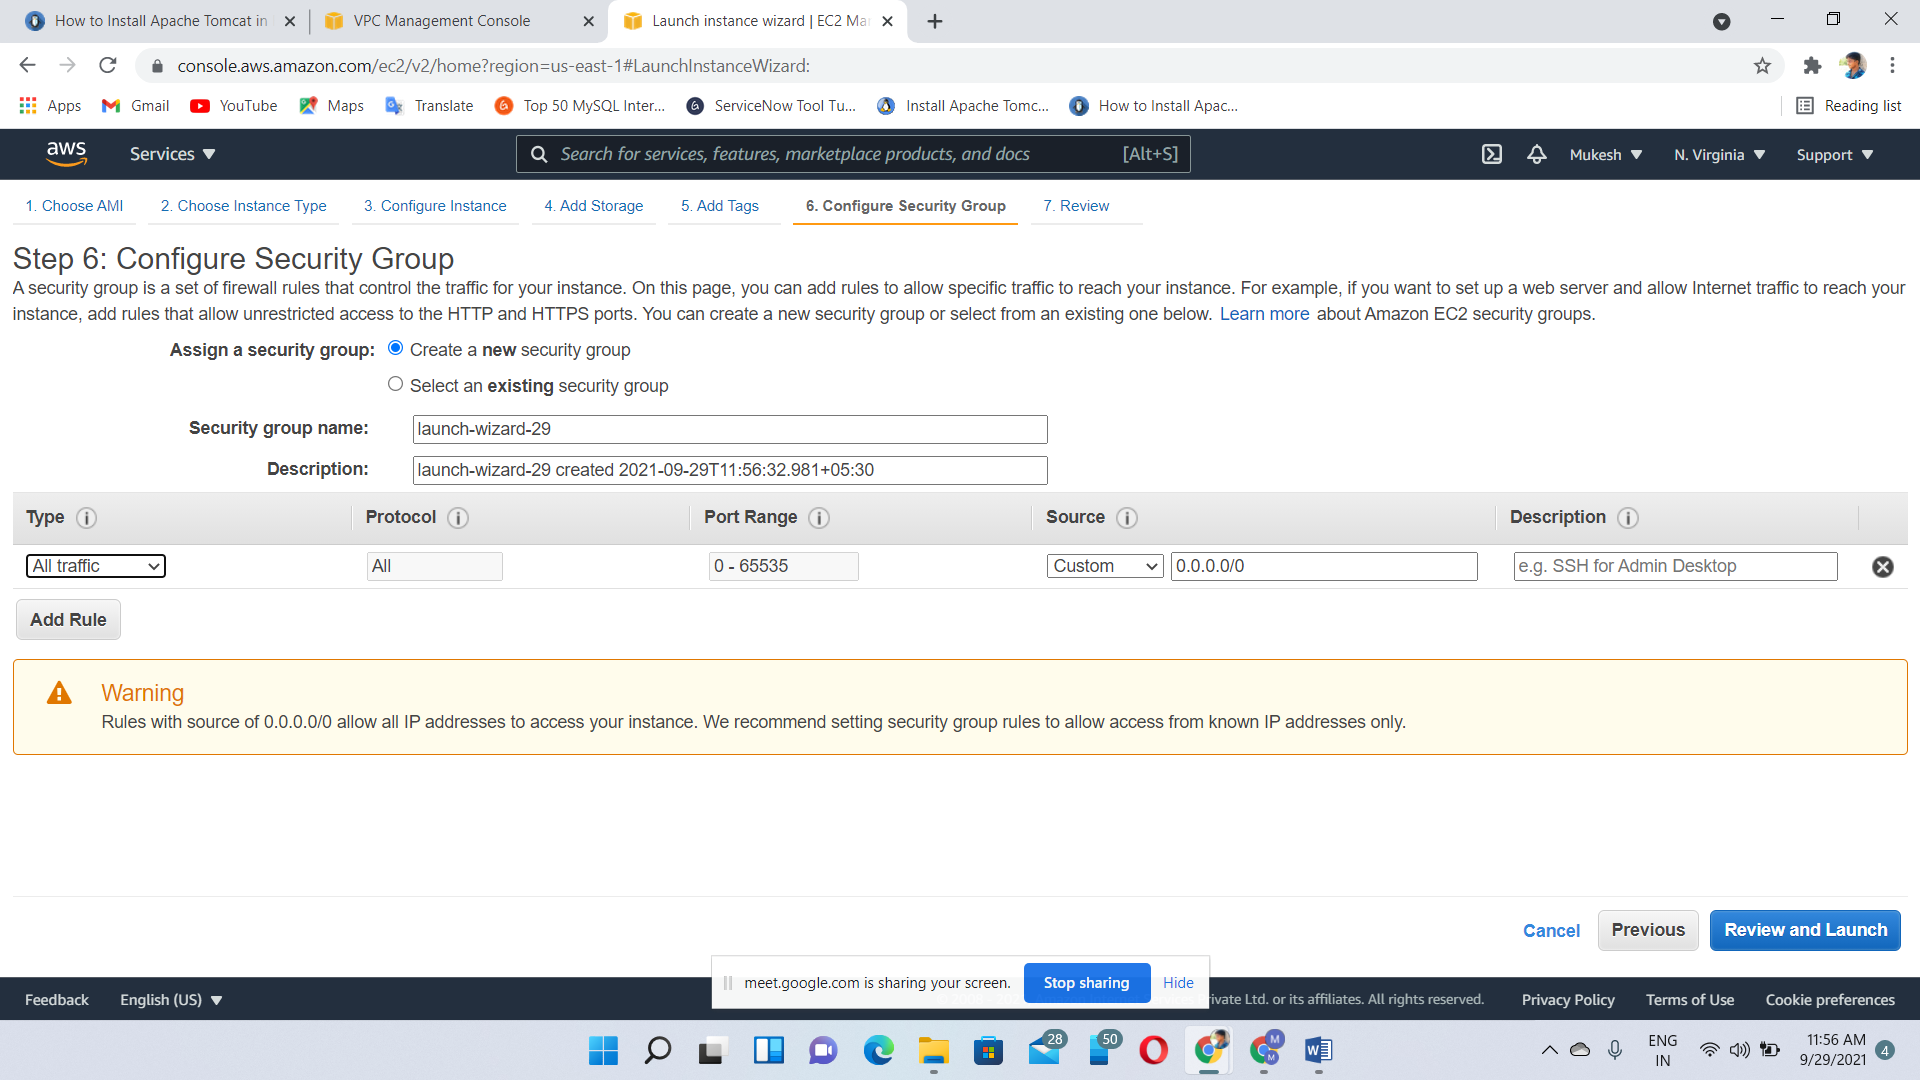 How to Install Apache Tomcat in
VPC Management Console
Launch instance wizard | EC2 Ma
console.aws.amazon.com/ec2/v2/home?region=us-east-1#LaunchInstanceWizard:
Apps
Gmail
YouTube
Maps
Translate
Top 50 MySQL Inter...
ServiceNow Tool Tu...
Install Apache Tomc...
How to Install Apac...
Reading list
aws
Services
Search for services, features, marketplace products, and docs
[Alt+S]
Mukesh
N. Virginia
Support
1. Choose AMI
2. Choose Instance Type
3. Configure Instance
4. Add Storage
5. Add Tags
6. Configure Security Group
7. Review
Step 6: Configure Security Group
A security group is a set of firewall rules that control the traffic for your instance. On this page, you can add rules to allow specific traffic to reach your instance. For example, if you want to set up a web server and allow Internet traffic to reach your
instance, add rules that allow unrestricted access to the HTTP and HTTPS ports. You can create a new security group or select from an existing one below. Learn more about Amazon EC2 security groups.
Assign a security group:
Create a new security group
Select an existing security group
Security group name:
launch-wizard-29
Description:
launch-wizard-29 created 2021-09-29T11:56:32.981+05:30
Type
Protocol
Port Range
Source
Description
All traffic
All
0 - 65535
Custom
0.0.0.0/0
e.g. SSH for Admin Desktop
Add Rule
Warning
Rules with source of 0.0.0.0/0 allow all IP addresses to access your instance. We recommend setting security group rules to allow access from known IP addresses only.
Cancel
Previous
Review and Launch
meet.google.com is sharing your screen.
Stop sharing
Hide
Feedback
English (US)
Private Ltd. or its affiliates. All rights reserved.
Privacy Policy
Terms of Use
Cookie preferences
28
50
M
M
ENG
IN
11:56 AM
9/29/2021
4